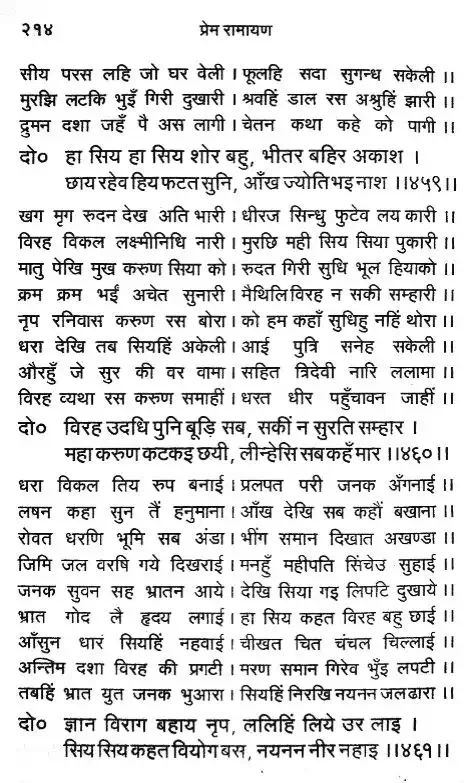 २१४ प्रेम रामायण
सीय परस लहि जो घर वेली । फूलहि सदा सुगन्ध सकेली ।।
मुरझि लटकि भुइँ गिरी दुखारी । श्रवहिं डाल रस अश्रुहिं झारी ।।
द्रुमन दशा जहँ पै अस लागी । चेतन कथा कहे को पागी ।।
दो० हा सिय हा सिय शोर बहु, भीतर बहिर अकाश ।
छाय रहेव हिय फटत सुनि, आँख ज्योति भइ नाश ।।४५९।।
खग मृग रुदन देख अति भारी । धीरज सिन्धु फुटेव लय कारी ।।
विरह विकल लक्ष्मीनिधि नारी । मुरछि मही सिय सिया पुकारी ।।
मातु पेखि मुख करुण सिया को । रुदत गिरी सुधि भूल हियाको ।।
क्रम क्रम भईं अचेत सुनारी । मैथिलि विरह न सकी सम्हारी ।।
नृप रनिवास करुण रस बोरा । को हम कहाँ सुधिहु नहिं थोरा ।।
धरा देखि तब सियहिं अकेली । आई पुत्रि सनेह सकेली ।।
औरहुँ जे सुर की वर वामा । सहित त्रिदेवी नारि ललामा ।।
विरह व्यथा रस करुण समाहीं । धरत धीर पहुँचावन जाहीं ।।
दो० विरह उदधि पुनि बूड़ि सब, सकीं न सुरति सम्हार ।
महा करुण कटकइ छयी, लीन्हेसि सब कहँ मार ।।४६०।।
धरा विकल तिय रुप बनाई । प्रलपत परी जनक अँगनाई ।।
लषन कहा सुन तैं हनुमाना । आँख देखि सब कहौं बखाना ।।
रोवत धरणि भूमि सब अंडा । भींग समान दिखात अखण्डा ।।
जिमि जल वरषि गये दिखराई । मनहुँ महीपति सिंचेउ सुहाई ।।
जनक सुवन सह भ्रातन आये । देखि सिया गइ लिपटि दुखाये ।।
भ्रात गोद लै हृदय लगाई । हा सिय कहत विरह बहु छाई ।।
आँसुन धार सियहिं नहवाई । चीखत चित चंचल चिल्लाई ।।
अन्तिम दशा विरह की प्रगटी । मरण समान गिरेव भुँइ लपटी ।।
तबहिं भ्रात युत जनक भुआरा । सियहिं निरखि नयनन जलढारा ।।
दो० ज्ञान विराग बहाय नृप, ललिहिं लिये उर लाइ ।
सिय सिय कहत वियोग बस, नयनन नीर नहाइ ।।४६१।।